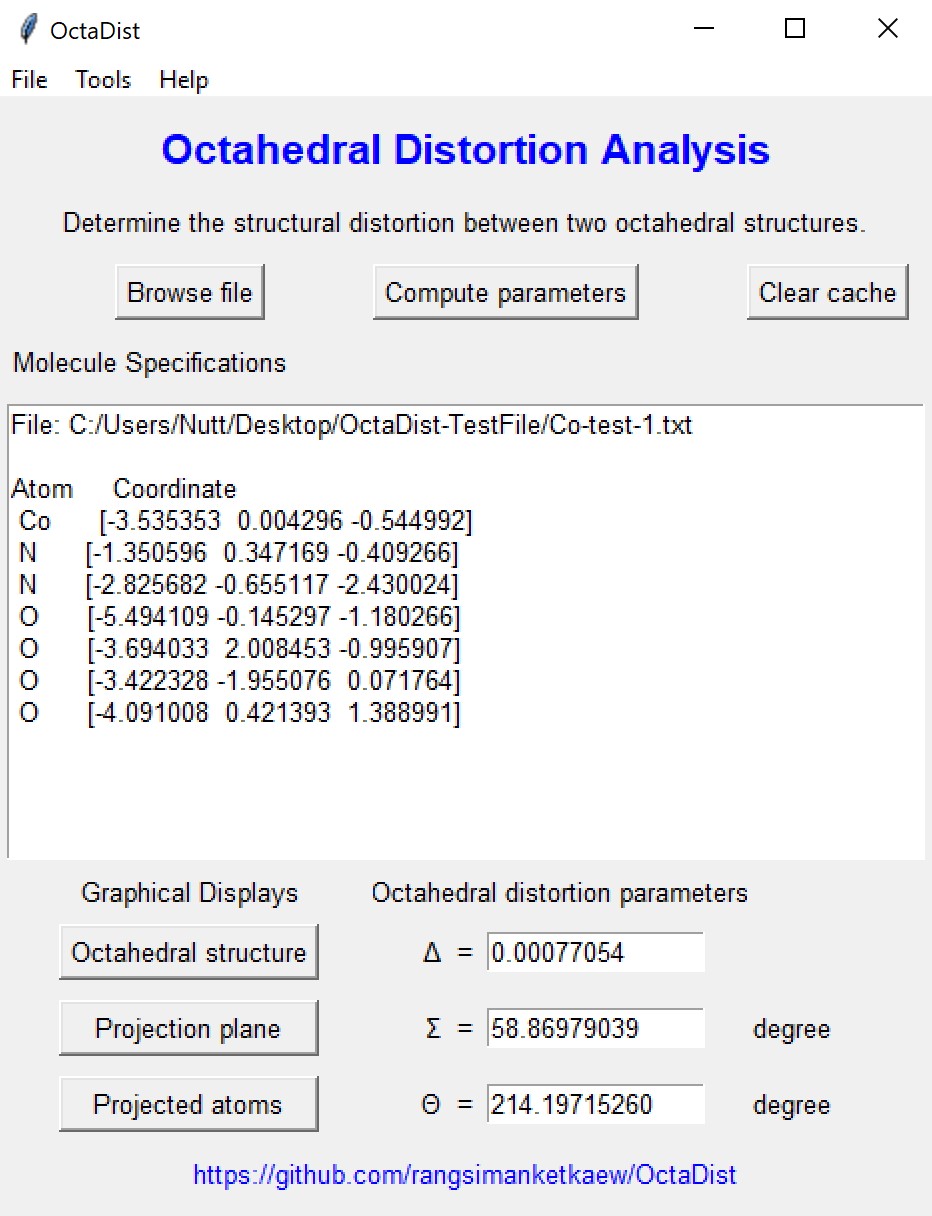 OctaDist
File Tools Help
Octahedral Distortion Analysis
Determine the structural distortion between two octahedral structures.
Browse file Compute parameters Clear cache
Molecule Specifications
File: C:/Users/Nutt/Desktop/OctaDist-TestFile/Co-test-1.txt
Atom Coordinate
Co [-3.535353 0.004296 -0.544992]
N [-1.350596 0.347169 -0.409266]
N [-2.825682 -0.655117 -2.430024]
O [-5.494109 -0.145297 -1.180266]
O [-3.694033 2.008453 -0.995907]
O [-3.422328 -1.955076 0.071764]
O [-4.091008 0.421393 1.388991]
Graphical Displays Octahedral distortion parameters
Octahedral structure Δ = 0.00077054
Projection plane Σ = 58.86979039 degree
Projected atoms Θ = 214.19715260 degree
https://github.com/rangsimanketkaew/OctaDist